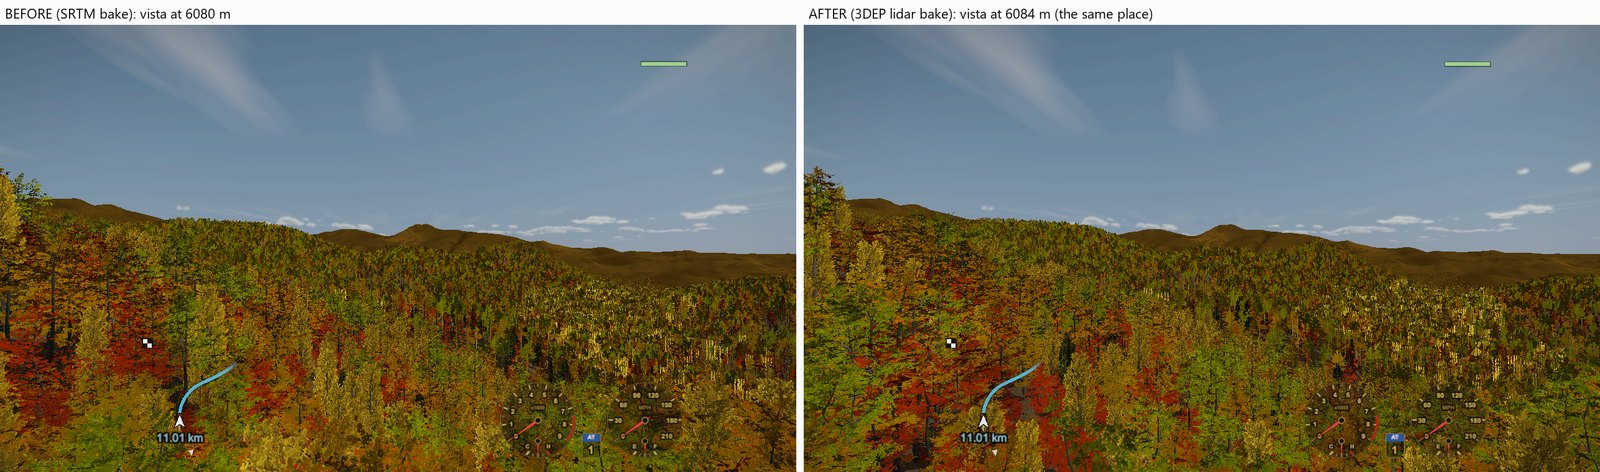 BEFORE (SRTM bake): vista at 6080 m
AFTER (3DEP lidar bake): vista at 6084 m (the same place)
11.01 km
AT
1
11.01 km
AT
1